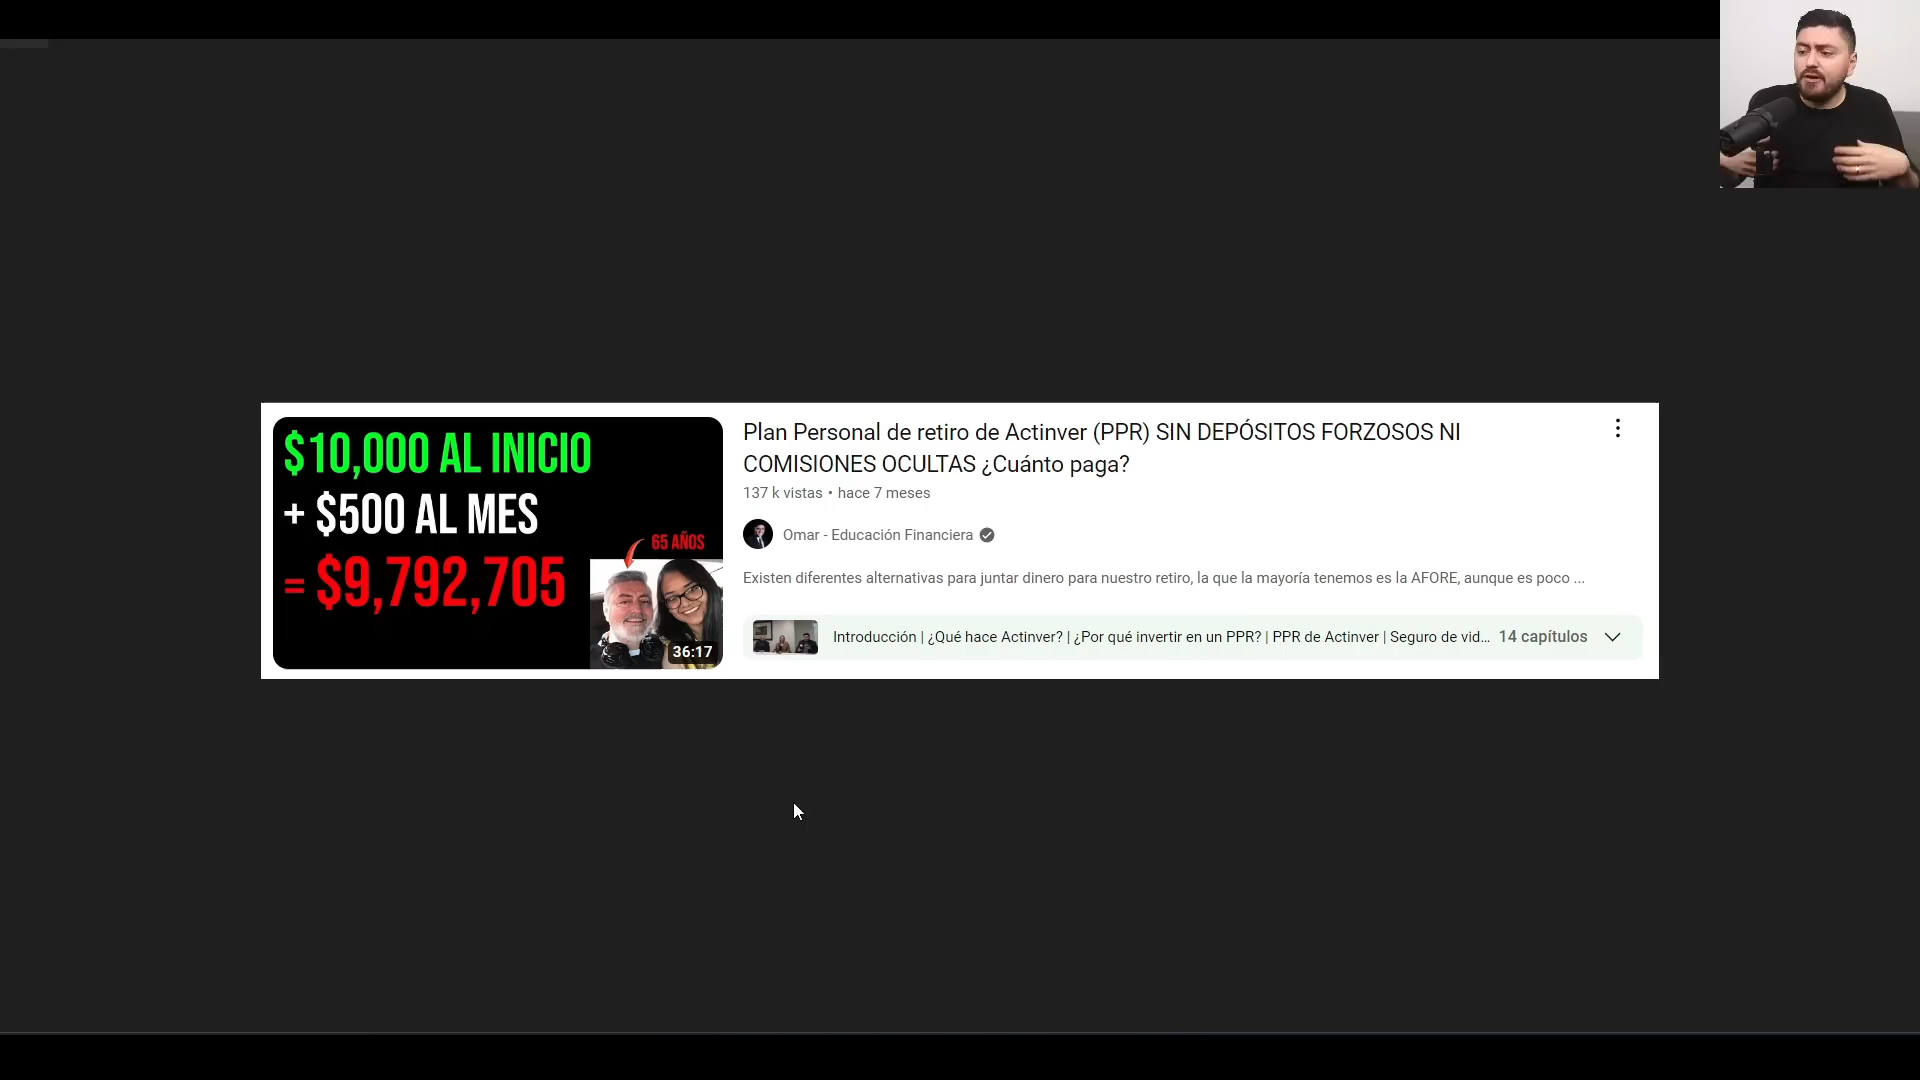 $10,000 AL INICIO
+ $500 AL MES
= $9,792,705
65 AÑOS
36:17
Plan Personal de retiro de Actinver (PPR) SIN DEPÓSITOS FORZOSOS NI
COMISIONES OCULTAS ¿Cuánto paga?
137 k vistas • hace 7 meses
Omar - Educación Financiera
Existen diferentes alternativas para juntar dinero para nuestro retiro, la que la mayoría tenemos es la AFORE, aunque es poco ...
Introducción | ¿Qué hace Actinver? | ¿Por qué invertir en un PPR? | PPR de Actinver | Seguro de vid... 14 capítulos